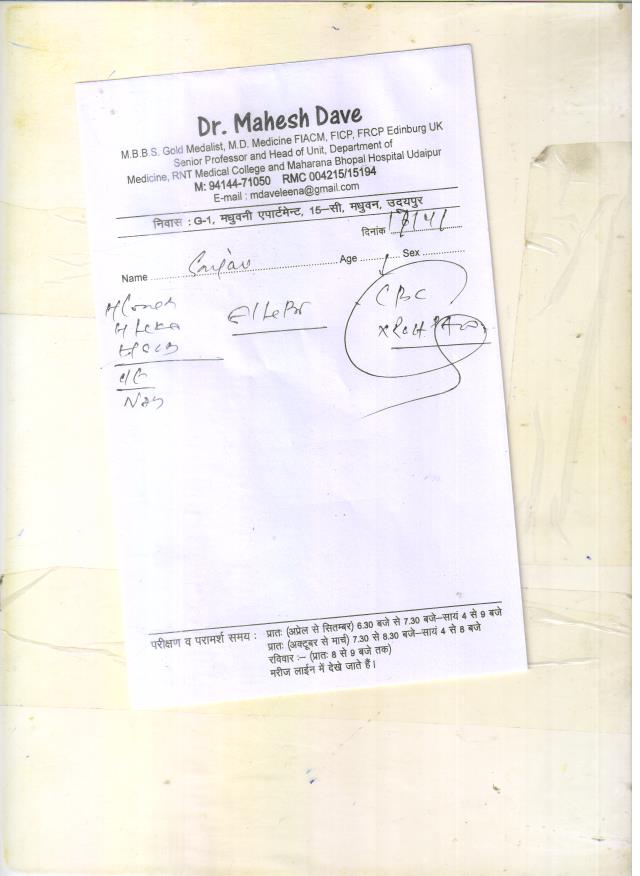 Dr. Mahesh Dave
M.B.B.S. Gold Medalist, M.D. Medicine FIACM, FICP, FRCP Edinburg UK
Senior Professor and Head of Unit, Department of
Medicine, RNT Medical College and Maharana Bhopal Hospital Udaipur
M: 94144-71050 RMC 004215/15194
E-mail : mdaveleena@gmail.com
निवास : G-1, मधुवनी एपार्टमेन्ट, 15–सी, मधुवन, उदयपुर
दिनांक
Name Age Sex
CBC
परीक्षण व परामर्श समय : प्रातः (अप्रेल से सितम्बर) 6.30 बजे से 7.30 बजे–सायं 4 से 9 बजे
प्रातः (अक्टूबर से मार्च) 7.30 से 8.30 बजे–सायं 4 से 8 बजे
रविवार :– (प्रातः 8 से 9 बजे तक)
मरीज लाईन में देखे जाते हैं।